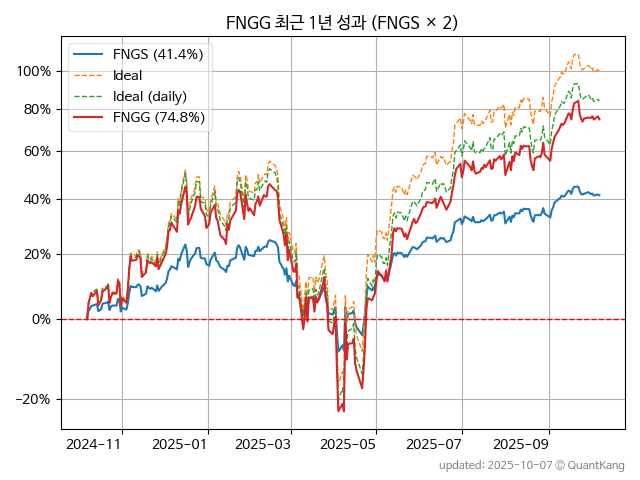 FNGG 최근 1년 성과 (FNGS × 2)
FNGS (41.4%)
Ideal
Ideal (daily)
FNGG (74.8%)
100%
80%
60%
40%
20%
0%
−20%
2024-11
2025-01
2025-03
2025-05
2025-07
2025-09
updated: 2025-10-07 © QuantKang